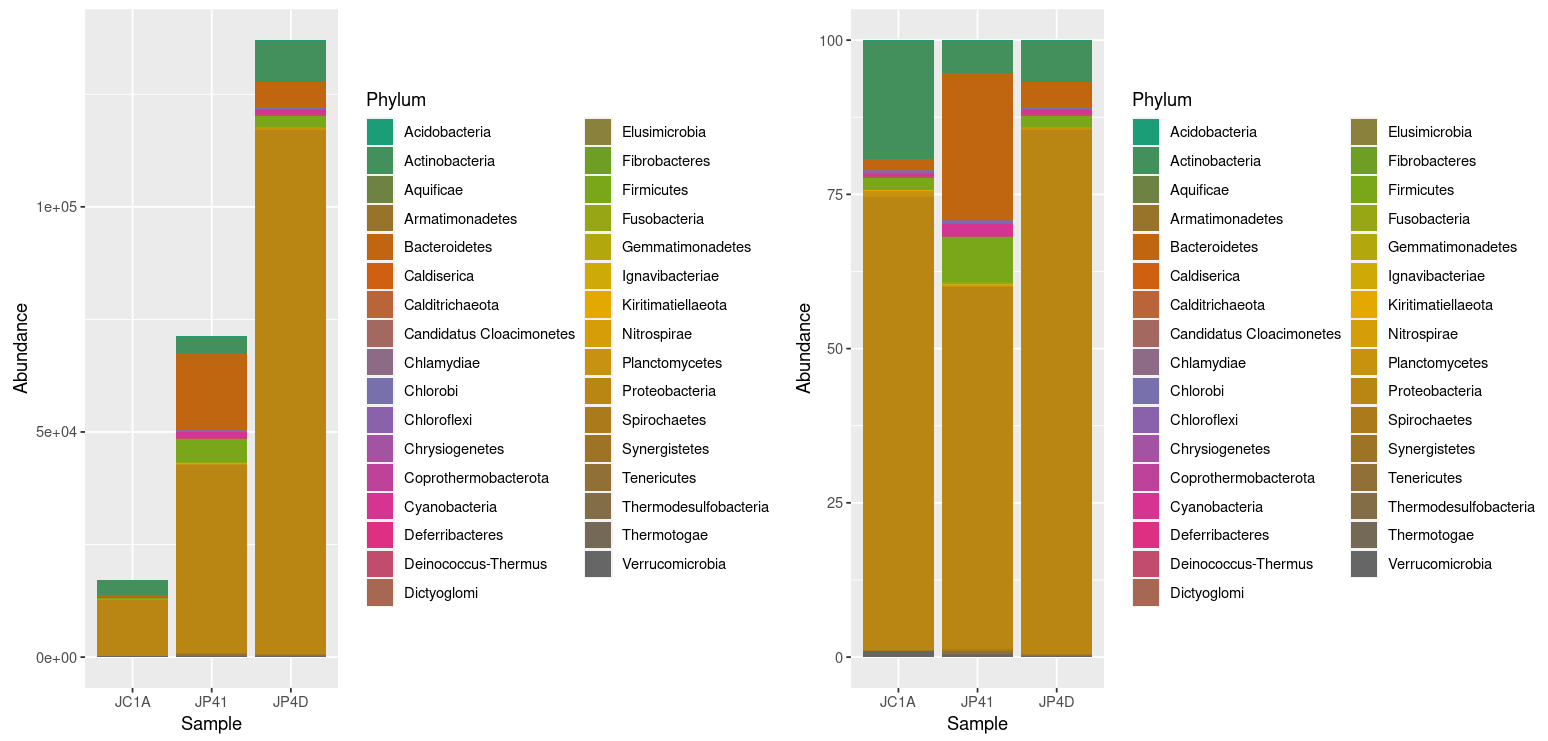 Abundance
1e+05
5e+04
0e+00
JC1A JP41 JP4D
Sample
Phylum
Acidobacteria
Actinobacteria
Aquificae
Armatimonadetes
Bacteroidetes
Caldiserica
Calditrichaeota
Candidatus Cloacimonetes
Chlamydiae
Chlorobi
Chloroflexi
Chrysiogenetes
Coprothermobacterota
Cyanobacteria
Deferribacteres
Deinococcus-Thermus
Dictyoglomi
Elusimicrobia
Fibrobacteres
Firmicutes
Fusobacteria
Gemmatimonadetes
Ignavibacteriae
Kiritimatiellaeota
Nitrospirae
Planctomycetes
Proteobacteria
Spirochaetes
Synergistetes
Tenericutes
Thermodesulfobacteria
Thermotogae
Verrucomicrobia
Abundance
100
75
50
25
0
JC1A JP41 JP4D
Sample
Phylum
Acidobacteria
Actinobacteria
Aquificae
Armatimonadetes
Bacteroidetes
Caldiserica
Calditrichaeota
Candidatus Cloacimonetes
Chlamydiae
Chlorobi
Chloroflexi
Chrysiogenetes
Coprothermobacterota
Cyanobacteria
Deferribacteres
Deinococcus-Thermus
Dictyoglomi
Elusimicrobia
Fibrobacteres
Firmicutes
Fusobacteria
Gemmatimonadetes
Ignavibacteriae
Kiritimatiellaeota
Nitrospirae
Planctomycetes
Proteobacteria
Spirochaetes
Synergistetes
Tenericutes
Thermodesulfobacteria
Thermotogae
Verrucomicrobia